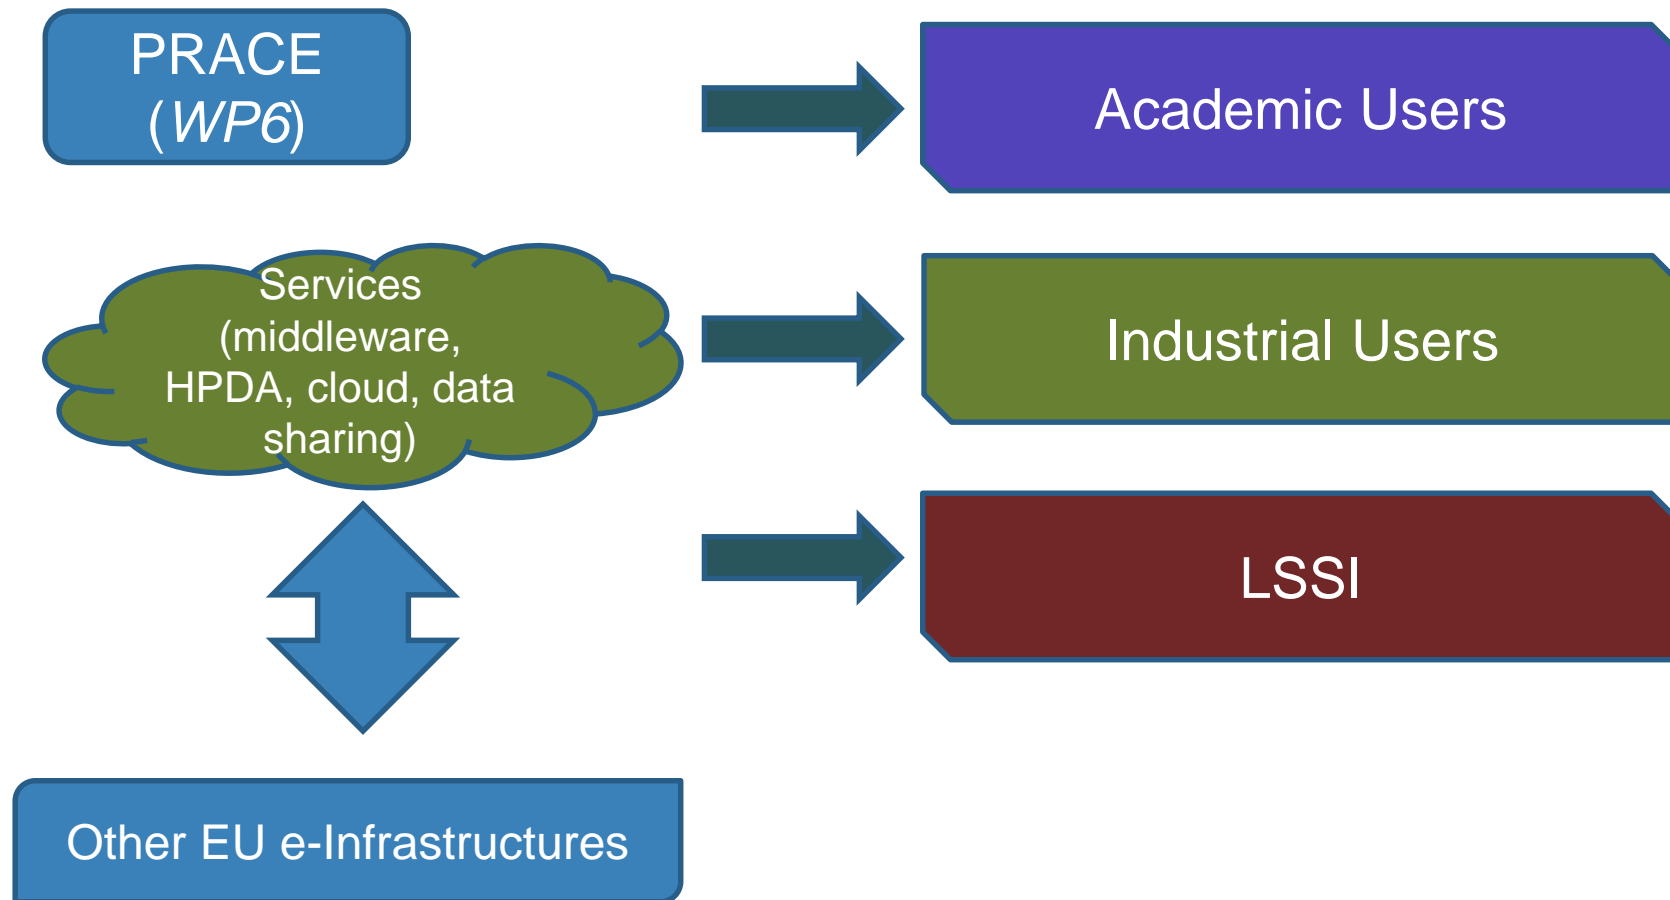 PRACE
(WP6)
Academic Users
Services
(middleware,
HPDA, cloud, data
sharing)
Industrial Users
LSSI
Other EU e-Infrastructures